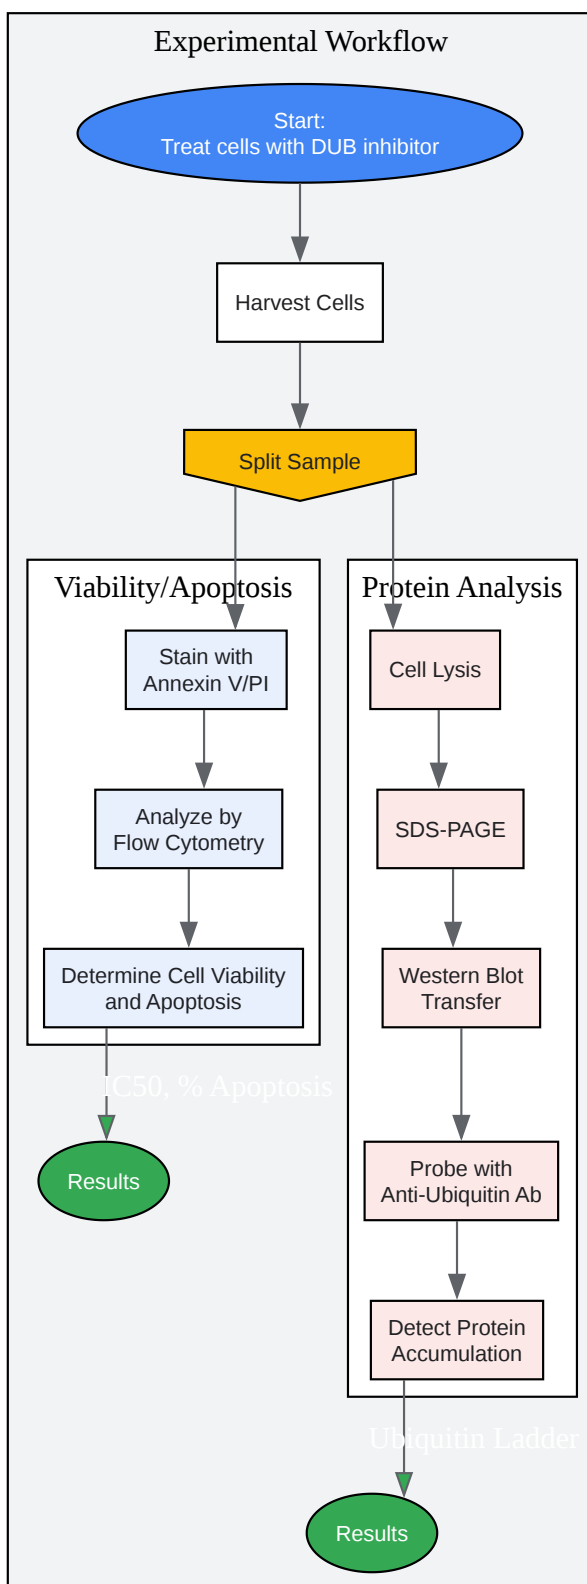 Experimental Workflow
Start:
Treat cells with DUB inhibitor
Harvest Cells
Split Sample
Viability/Apoptosis
Stain with
Annexin V/PI
Analyze by
Flow Cytometry
Determine Cell Viability
and Apoptosis
IC50, % Apoptosis
Results
Protein Analysis
Cell Lysis
SDS-PAGE
Western Blot
Transfer
Probe with
Anti-Ubiquitin Ab
Detect Protein
Accumulation
Ubiquitin Ladder
Results